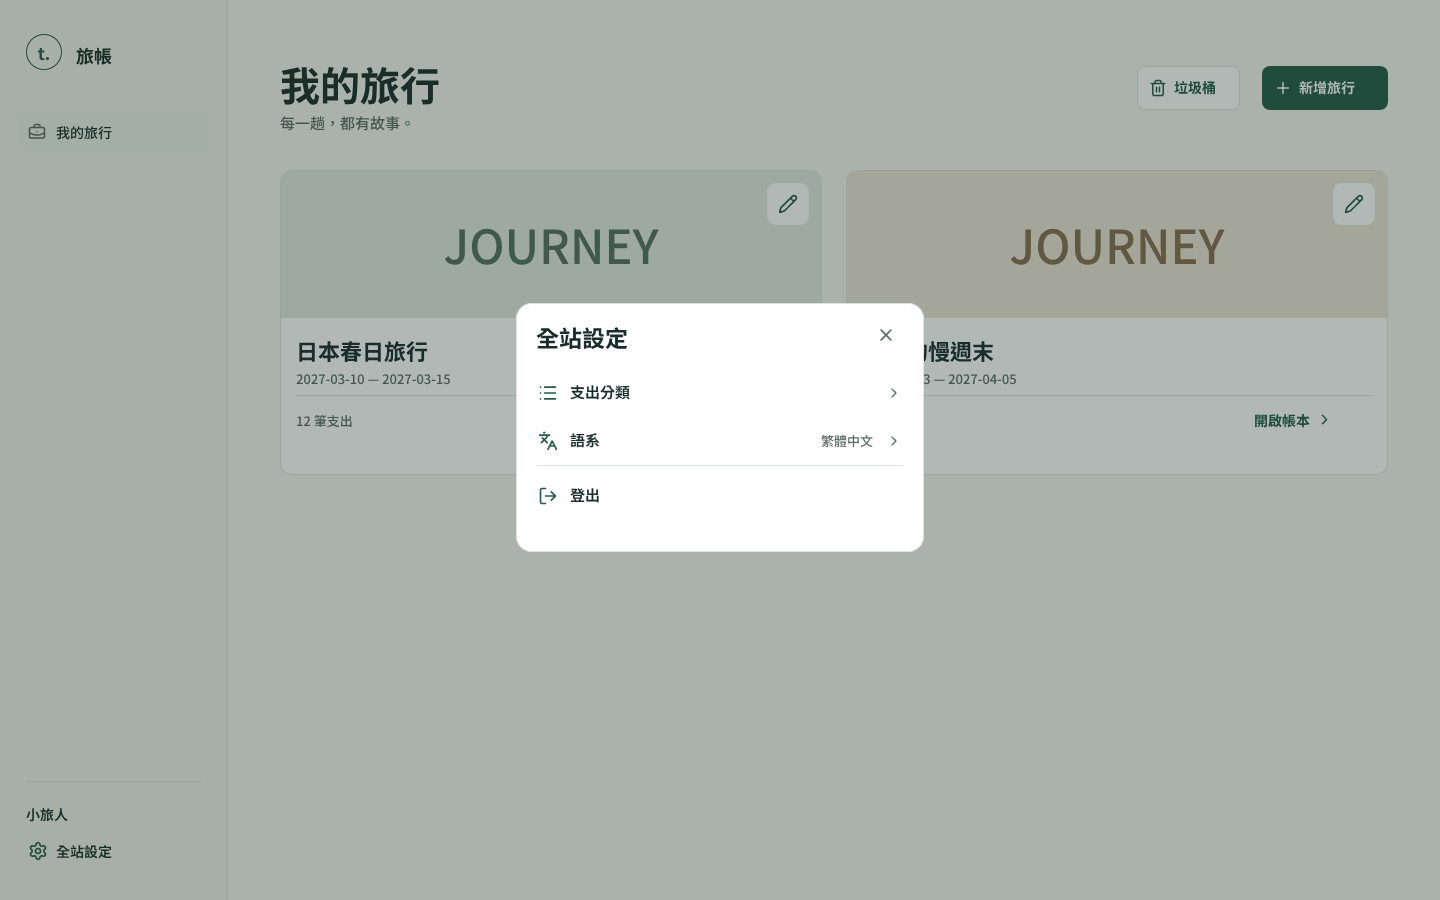 t.
旅帳
我的旅行
我的旅行
每一趟，都有故事。
垃圾桶
新增旅行
JOURNEY
JOURNEY
日本春日旅行
2027-03-10 — 2027-03-15
12 筆支出
慢週末
3 — 2027-04-05
開啟帳本
全站設定
支出分類
語系
繁體中文
登出
小旅人
全站設定